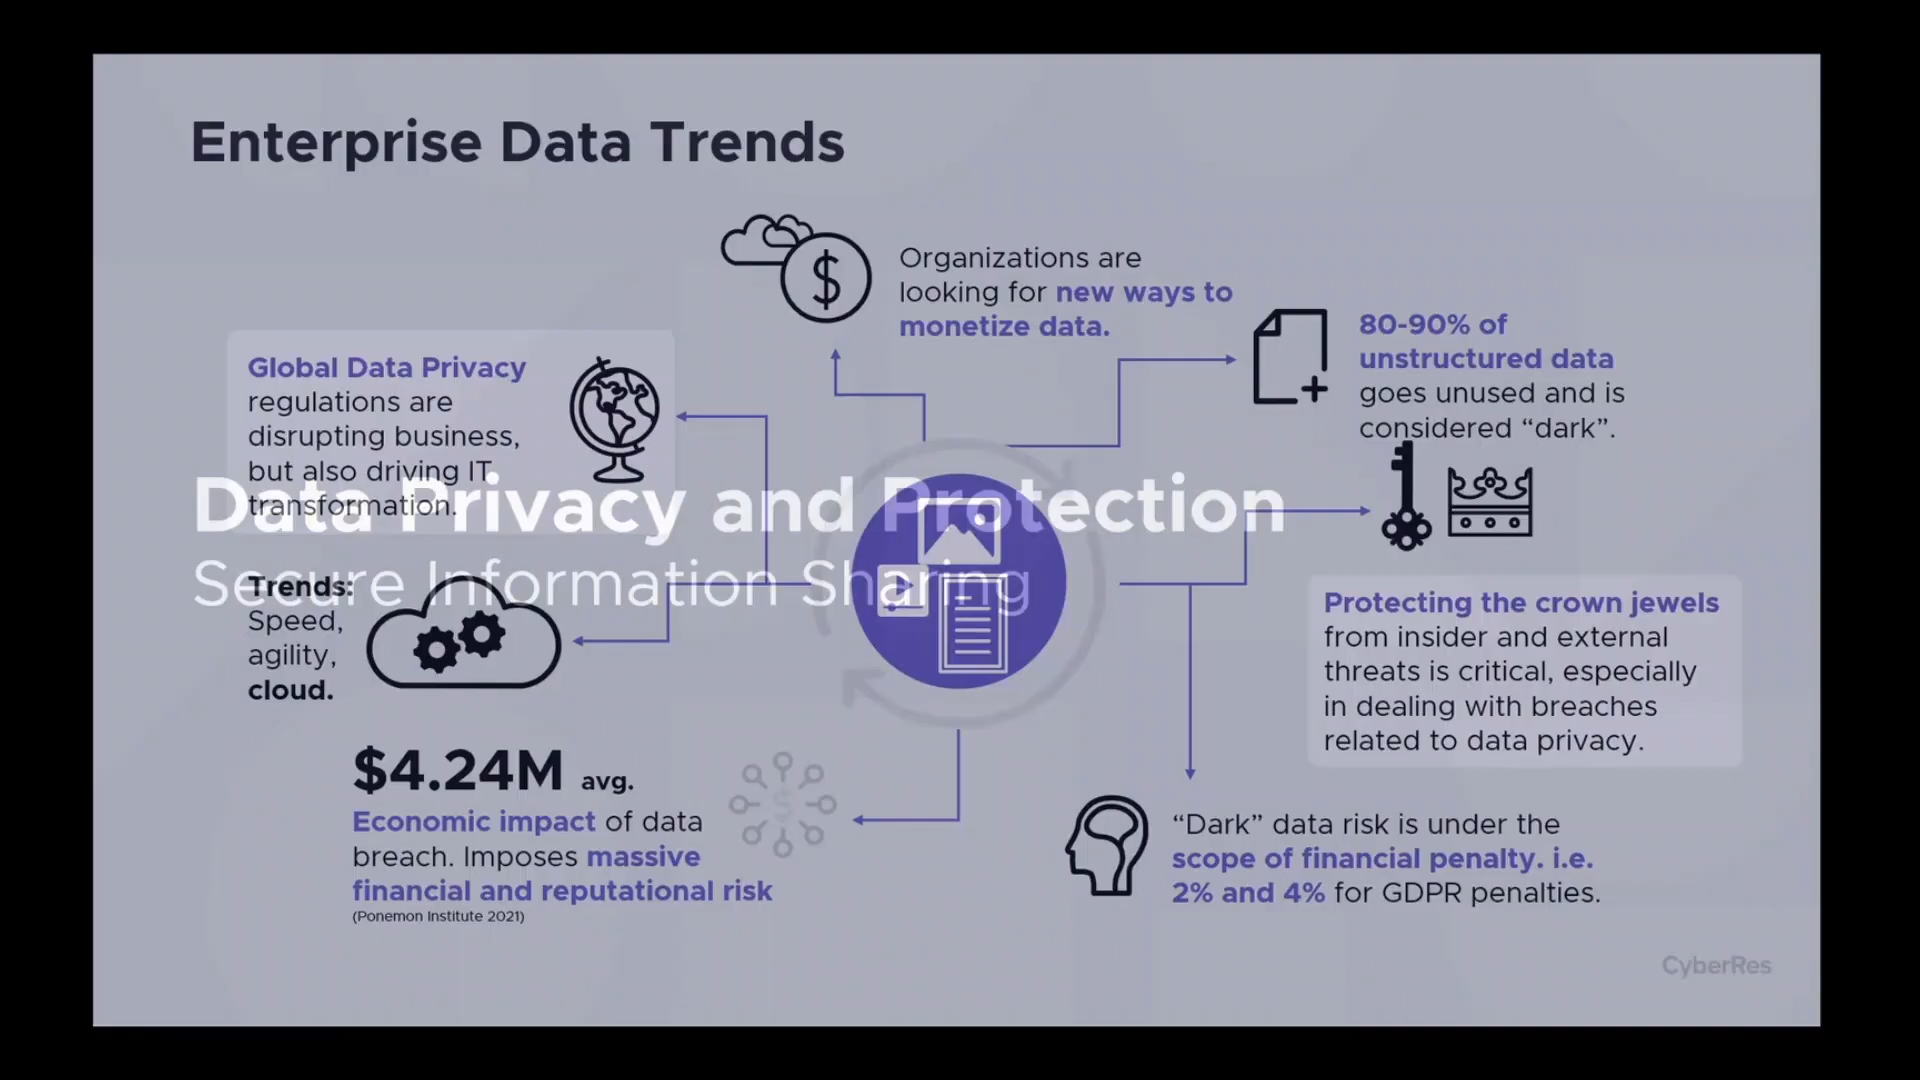 Enterprise Data Trends
Organizations are
looking for new ways to
monetize data.
80-90% of
unstructured data
goes unused and is
considered “dark”.
Global Data Privacy
regulations are
disrupting business,
but also driving IT
transformation.
Data Privacy and Protection
Secure Information Sharing
Trends:
Speed,
agility,
cloud.
Protecting the crown jewels
from insider and external
threats is critical, especially
in dealing with breaches
related to data privacy.
$4.24M avg.
Economic impact of data
breach. Imposes massive
financial and reputational risk
(Ponemon Institute 2021)
“Dark” data risk is under the
scope of financial penalty. i.e.
2% and 4% for GDPR penalties.
CyberRes